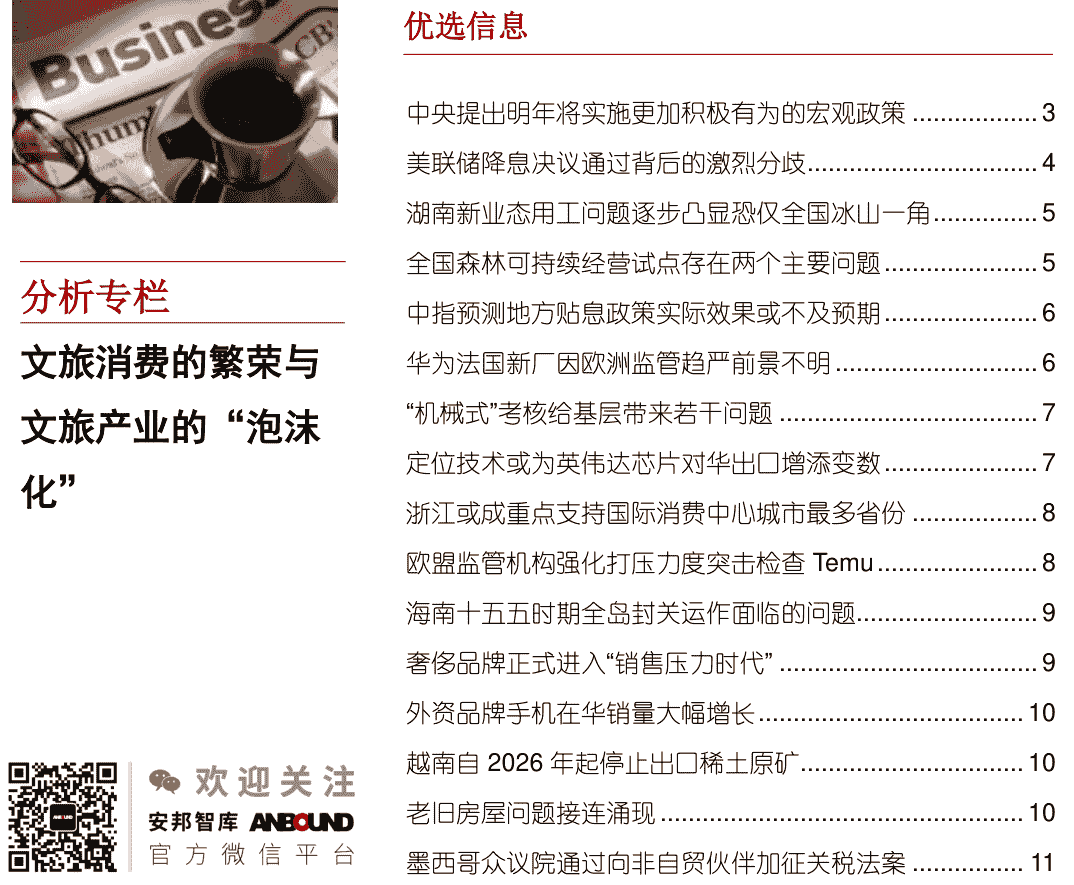 Business
CB
hum
分析专栏
文旅消费的繁荣与
文旅产业的“泡沫
化”
ANBOUND
欢迎关注
安邦智库 ANBOUND
官方微信平台
优选信息
中央提出明年将实施更加积极有为的宏观政策 .................. 3
美联储降息决议通过背后的激烈分歧................................. 4
湖南新业态用工问题逐步凸显恐仅全国冰山一角............... 5
全国森林可持续经营试点存在两个主要问题...................... 5
中指预测地方贴息政策实际效果或不及预期...................... 6
华为法国新厂因欧洲监管趋严前景不明 ............................. 6
“机械式”考核给基层带来若干问题 ..................................... 7
定位技术或为英伟达芯片对华出口增添变数...................... 7
浙江或成重点支持国际消费中心城市最多省份 .................. 8
欧盟监管机构强化打压力度突击检查 Temu....................... 8
海南十五五时期全岛封关运作面临的问题.......................... 9
奢侈品牌正式进入“销售压力时代” ..................................... 9
外资品牌手机在华销量大幅增长...................................... 10
越南自 2026 年起停止出口稀土原矿................................ 10
老旧房屋问题接连涌现 .................................................... 10
墨西哥众议院通过向非自贸伙伴加征关税法案 ................ 11